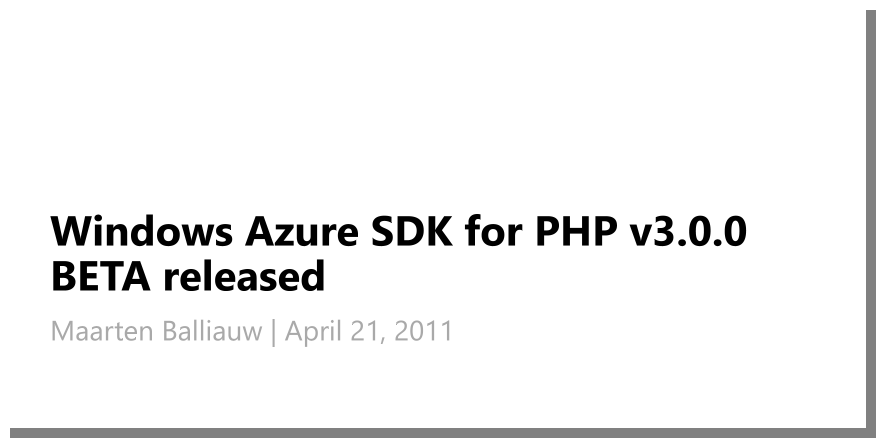 Windows Azure SDK for PHP v3.0.0
BETA released
Maarten Balliauw | April 21, 2011